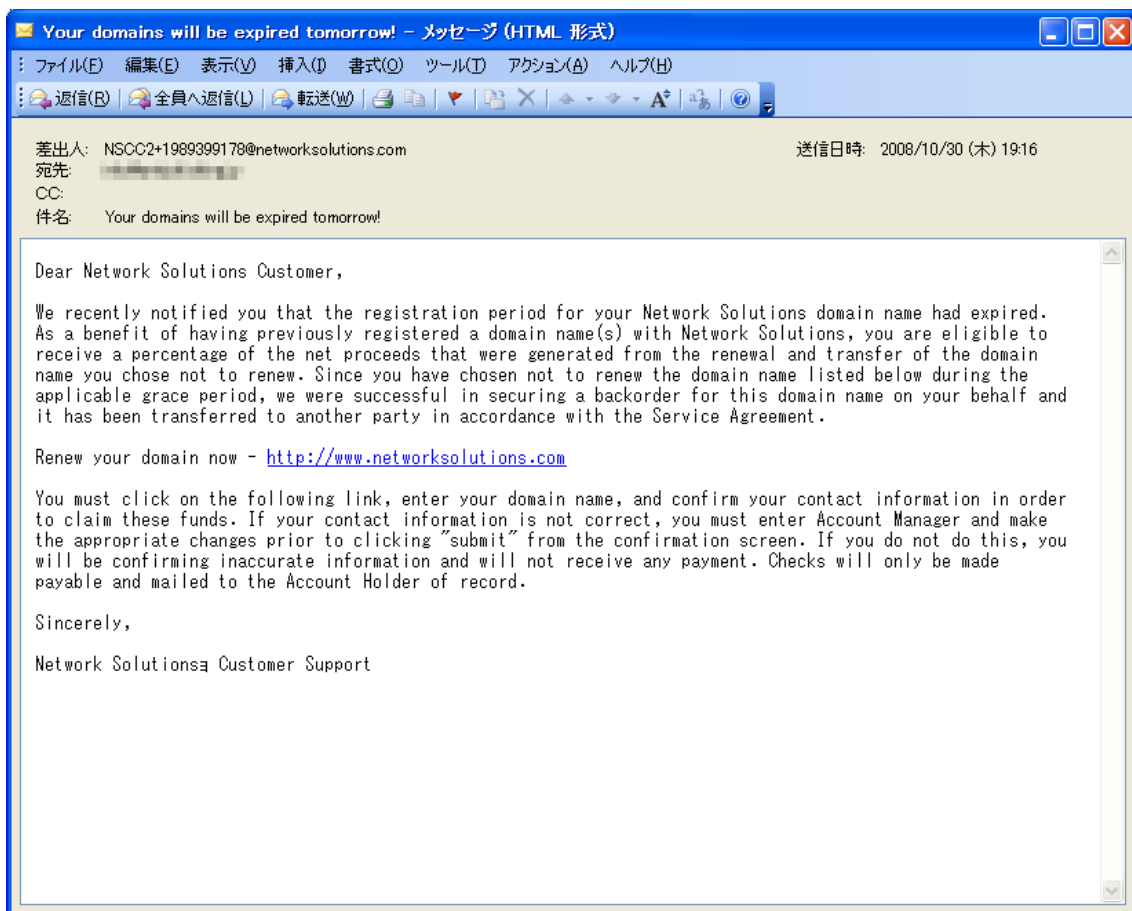 Your domains will be expired tomorrow! - メッセージ (HTML 形式)
ファイル(F) 編集(E) 表示(V) 挿入(I) 書式(O) ツール(T) アクション(A) ヘルプ(H)
返信(R) 全員へ返信(L) 転送(W)
差出人: NSCC2+1989399178@networksolutions.com 送信日時: 2008/10/30 (木) 19:16
宛先:
CC:
件名: Your domains will be expired tomorrow!
Dear Network Solutions Customer,
We recently notified you that the registration period for your Network Solutions domain name had expired.
As a benefit of having previously registered a domain name(s) with Network Solutions, you are eligible to
receive a percentage of the net proceeds that were generated from the renewal and transfer of the domain
name you chose not to renew. Since you have chosen not to renew the domain name listed below during the
applicable grace period, we were successful in securing a backorder for this domain name on your behalf and
it has been transferred to another party in accordance with the Service Agreement.
Renew your domain now - http://www.networksolutions.com
You must click on the following link, enter your domain name, and confirm your contact information in order
to claim these funds. If your contact information is not correct, you must enter Account Manager and make
the appropriate changes prior to clicking "submit" from the confirmation screen. If you do not do this, you
will be confirming inaccurate information and will not receive any payment. Checks will only be made
payable and mailed to the Account Holder of record.
Sincerely,
Network Solutionsョ Customer Support